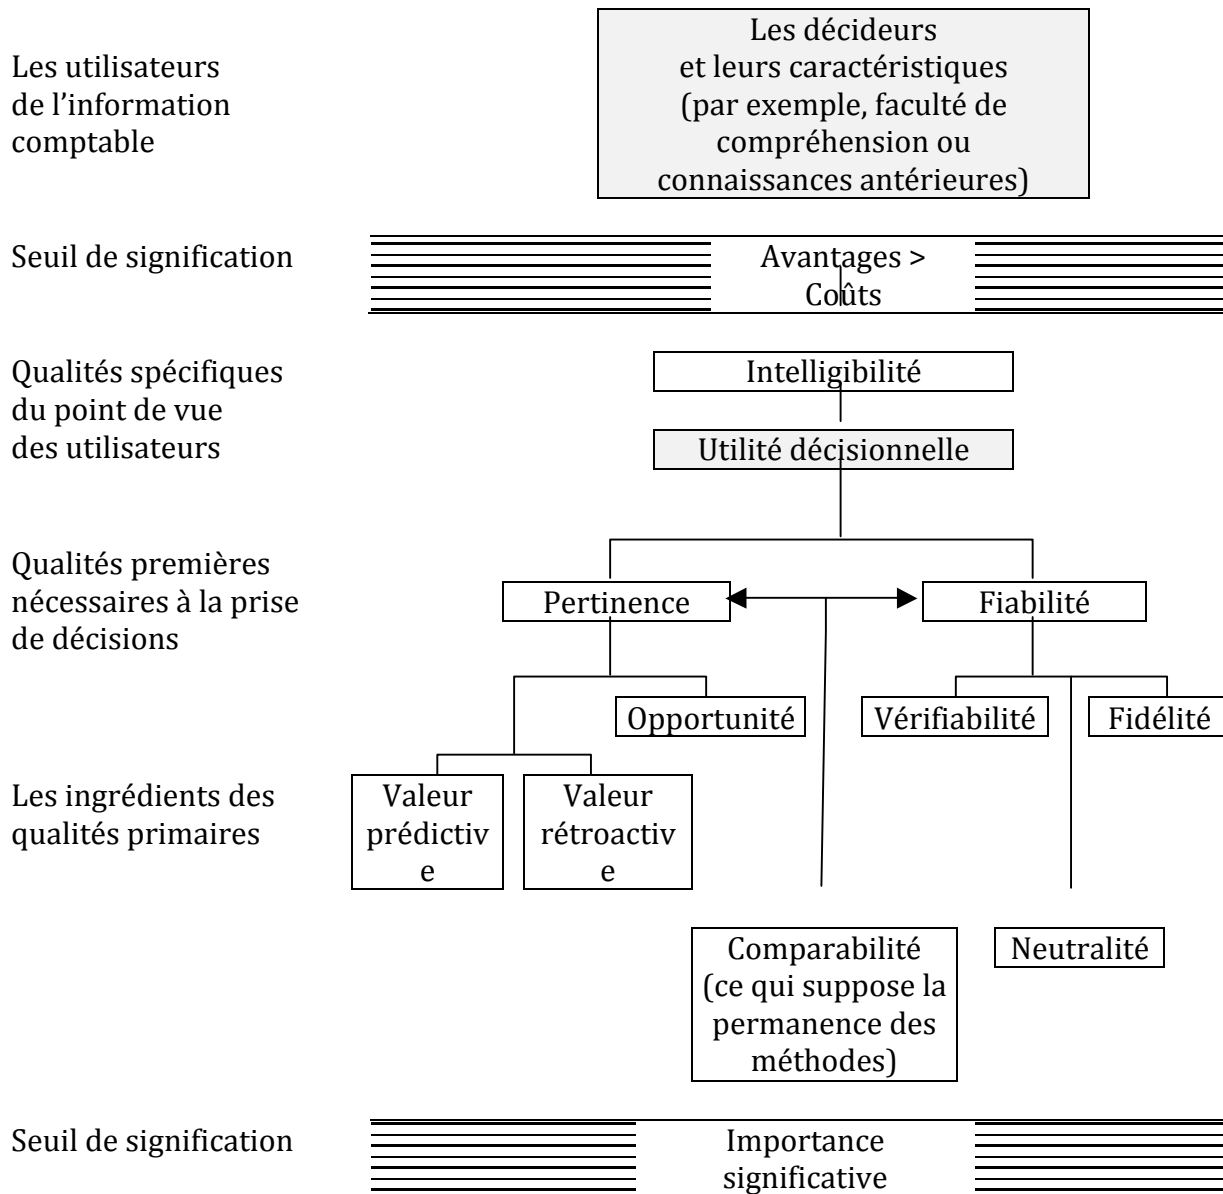 Les utilisateurs
de l’information
comptable
Les décideurs
et leurs caractéristiques
(par exemple, faculté de
compréhension ou
connaissances antérieures)
Seuil de signification
Avantages >
Coûts
Qualités spécifiques
du point de vue
des utilisateurs
Intelligibilité
Utilité décisionnelle
Qualités premières
nécessaires à la prise
de décisions
Pertinence
Fiabilité
Opportunité
Vérifiabilité
Fidélité
Les ingrédients des
qualités primaires
Valeur
prédictiv
e
Valeur
rétroactiv
e
Comparabilité
(ce qui suppose la
permanence des
méthodes)
Neutralité
Seuil de signification
Importance
significative